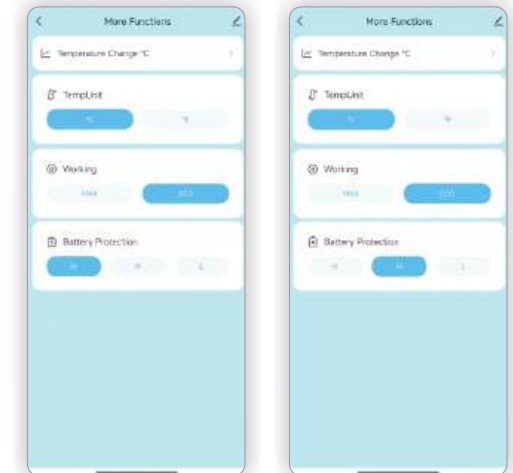 More Functions
Temperature Change °C
TempUnit
°C °F
Working
MAX ECO
Battery Protection
H M L
More Functions
Temperature Change °C
TempUnit
°C °F
Working
MAX ECO
Battery Protection
H M L